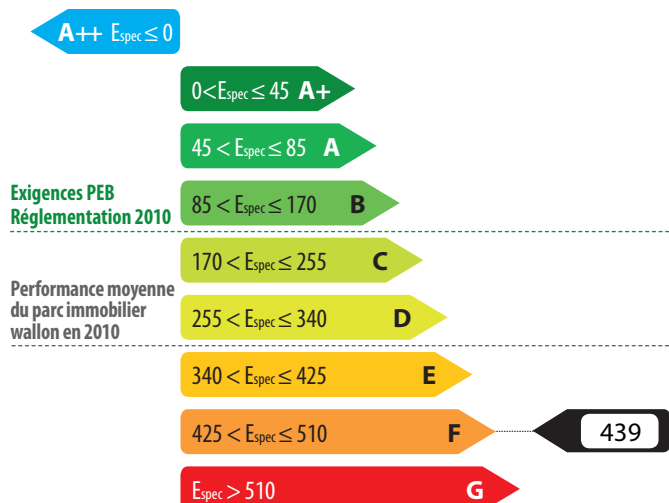 A++ Espec ≤ 0
0<Espec ≤ 45 A+
45 < Espec ≤ 85 A
Exigences PEB
Réglementation 2010
85 < Espec ≤ 170 B
170 < Espec ≤ 255 C
Performance moyenne
du parc immobilier
wallon en 2010
255 < Espec ≤ 340 D
340 < Espec ≤ 425 E
425 < Espec ≤ 510 F
439
Espec > 510 G